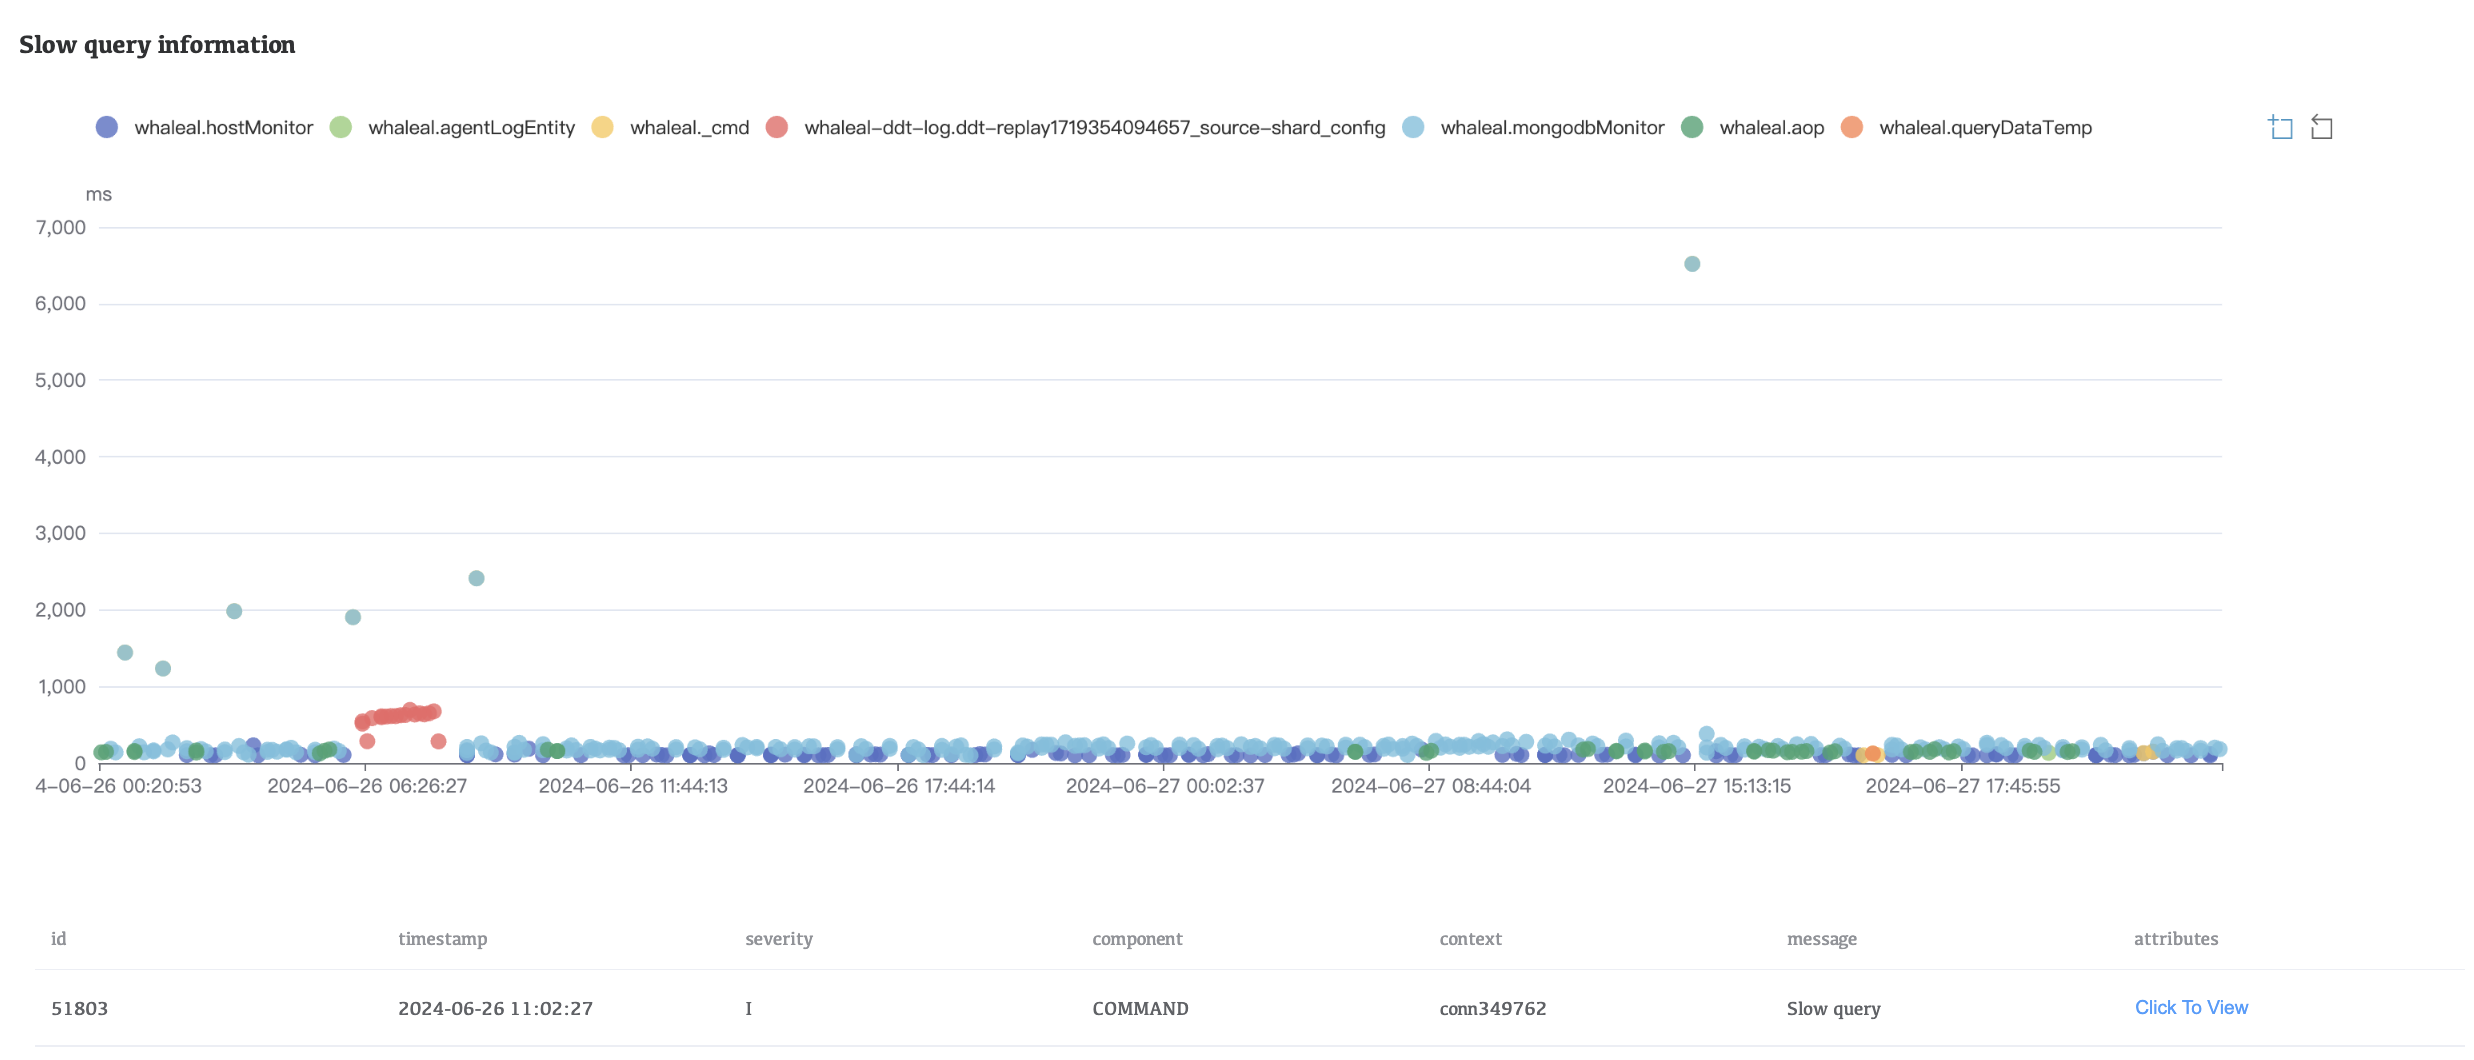 Slow query information
whaleal.hostMonitor whaleal.agentLogEntity whaleal._cmd whaleal-ddt-log.ddt-replay1719354094657_source-shard_config whaleal.mongodbMonitor whaleal.aop whaleal.queryDataTemp
ms
7,000
6,000
5,000
4,000
3,000
2,000
1,000
0
4-06-26 00:20:53 2024-06-26 06:26:27 2024-06-26 11:44:13 2024-06-26 17:44:14 2024-06-27 00:02:37 2024-06-27 08:44:04 2024-06-27 15:13:15 2024-06-27 17:45:55
id timestamp severity component context message attributes
51803 2024-06-26 11:02:27 I COMMAND conn349762 Slow query Click To View